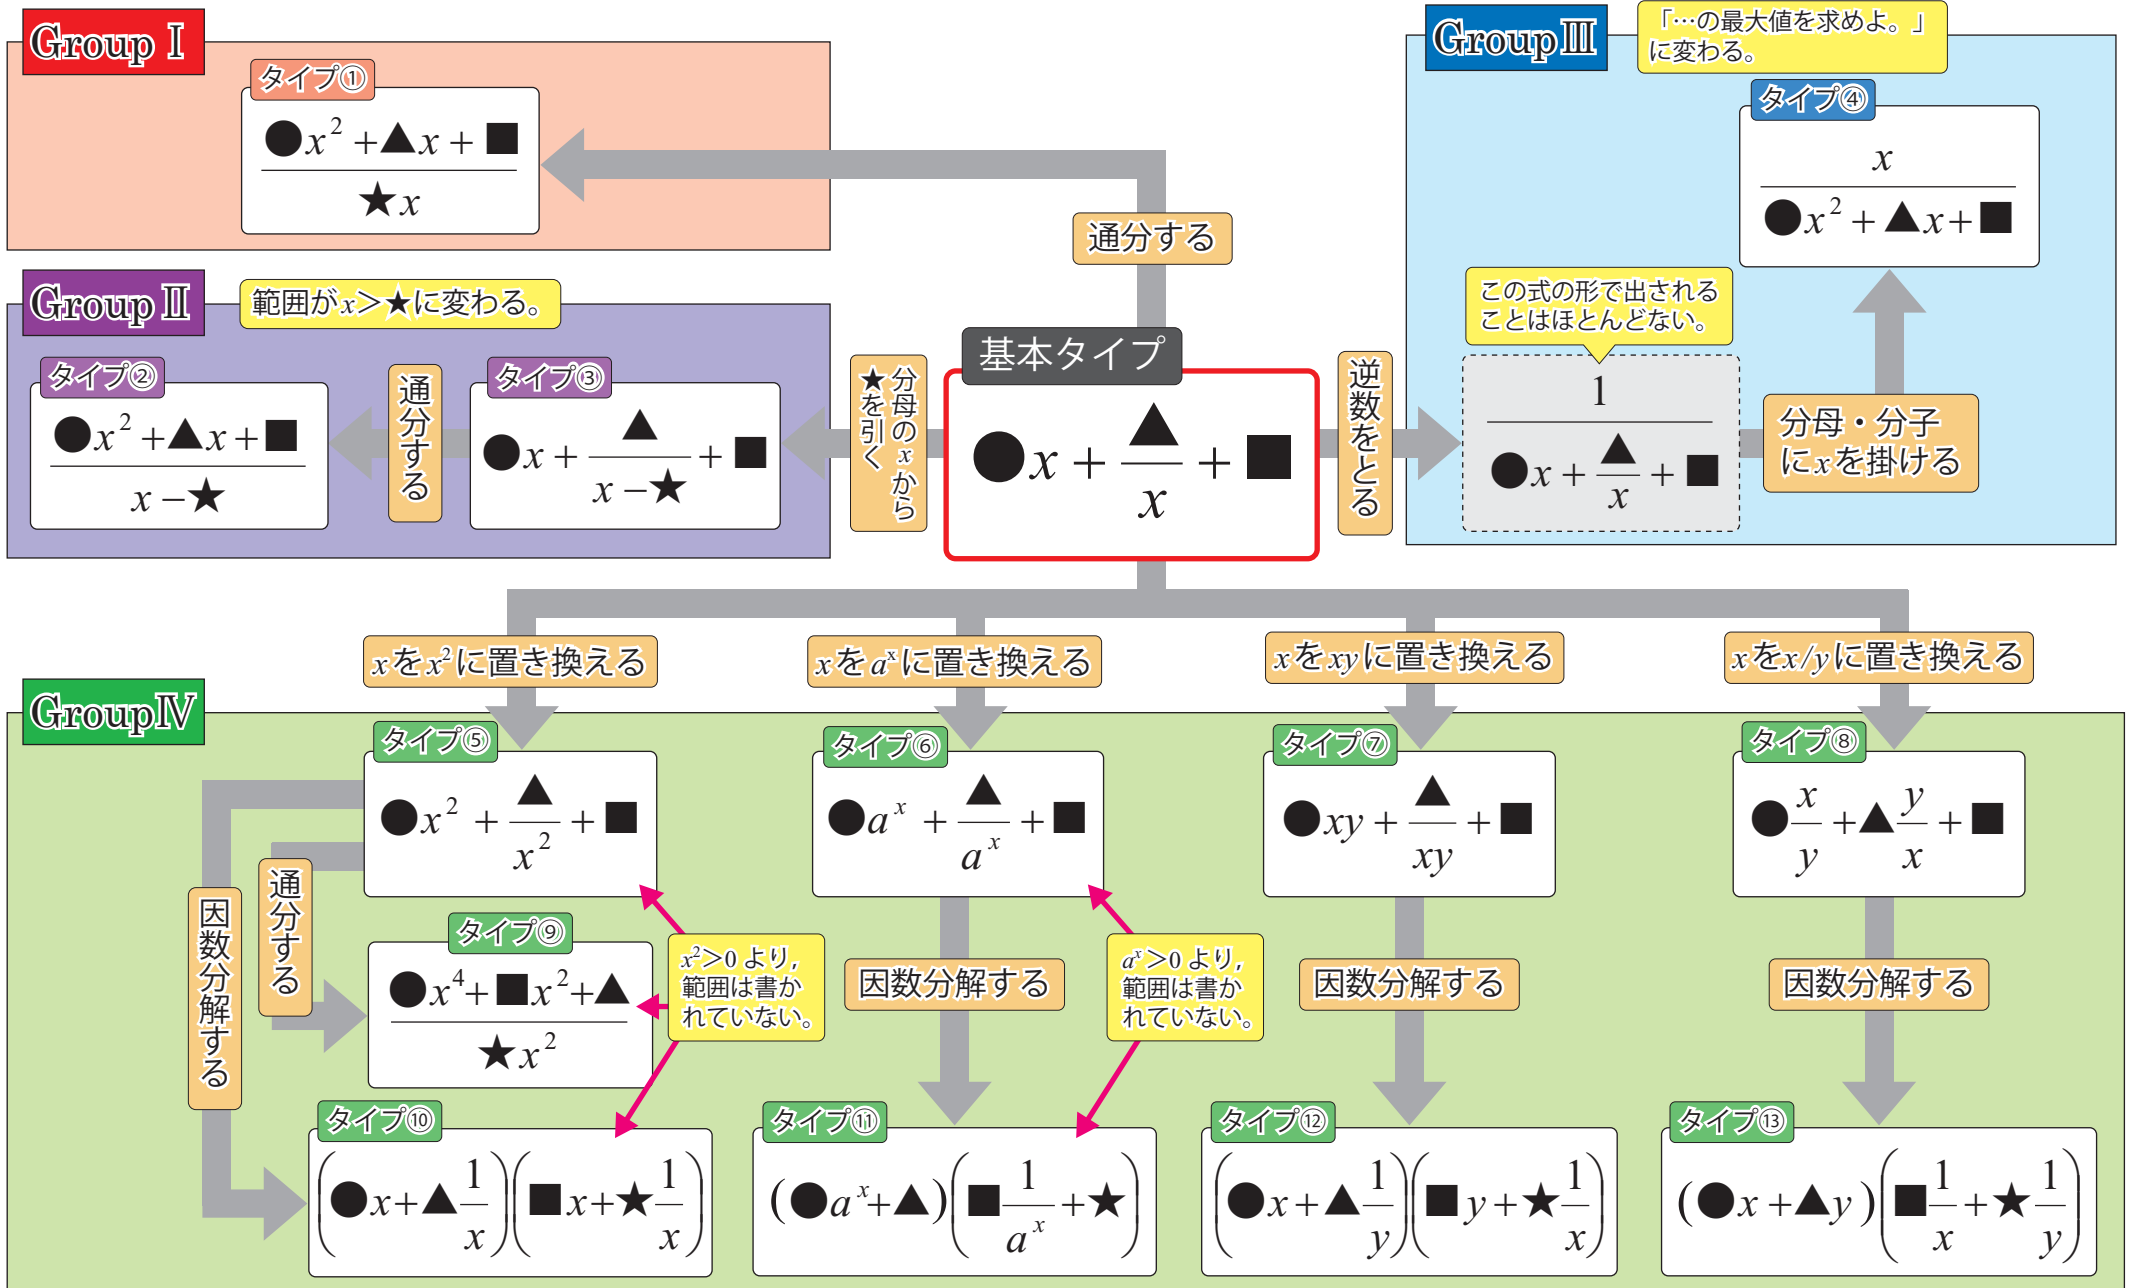 Group Ⅰ
タイプ①
●x² + ▲x + ■
★x
通分する
Group Ⅱ
範囲がx>★に変わる。
タイプ②
●x² + ▲x + ■
x − ★
通分する
タイプ③
●x + ▲/(x − ★) + ■
分母のxから
★を引く
基本タイプ
●x + ▲/x + ■
逆数をとる
Group Ⅲ
「…の最大値を求めよ。」
に変わる。
タイプ④
x
●x² + ▲x + ■
この式の形で出される
ことはほとんどない。
1
●x + ▲/x + ■
分母・分子
にxを掛ける
xをx²に置き換える
xをaˣに置き換える
xをxyに置き換える
xをx/yに置き換える
Group Ⅳ
タイプ⑤
●x² + ▲/x² + ■
タイプ⑥
●aˣ + ▲/aˣ + ■
タイプ⑦
●xy + ▲/xy + ■
タイプ⑧
●x/y + ▲y/x + ■
因数分解する
通分する
タイプ⑨
●x⁴ + ■x² + ▲
★x²
x²>0 より,
範囲は書か
れていない。
因数分解する
aˣ>0 より,
範囲は書か
れていない。
因数分解する
因数分解する
タイプ⑩
(●x + ▲1/x)(■x + ★1/x)
タイプ⑪
(●aˣ + ▲)(■1/aˣ + ★)
タイプ⑫
(●x + ▲1/y)(■y + ★1/x)
タイプ⑬
(●x + ▲y)(■1/x + ★1/y)